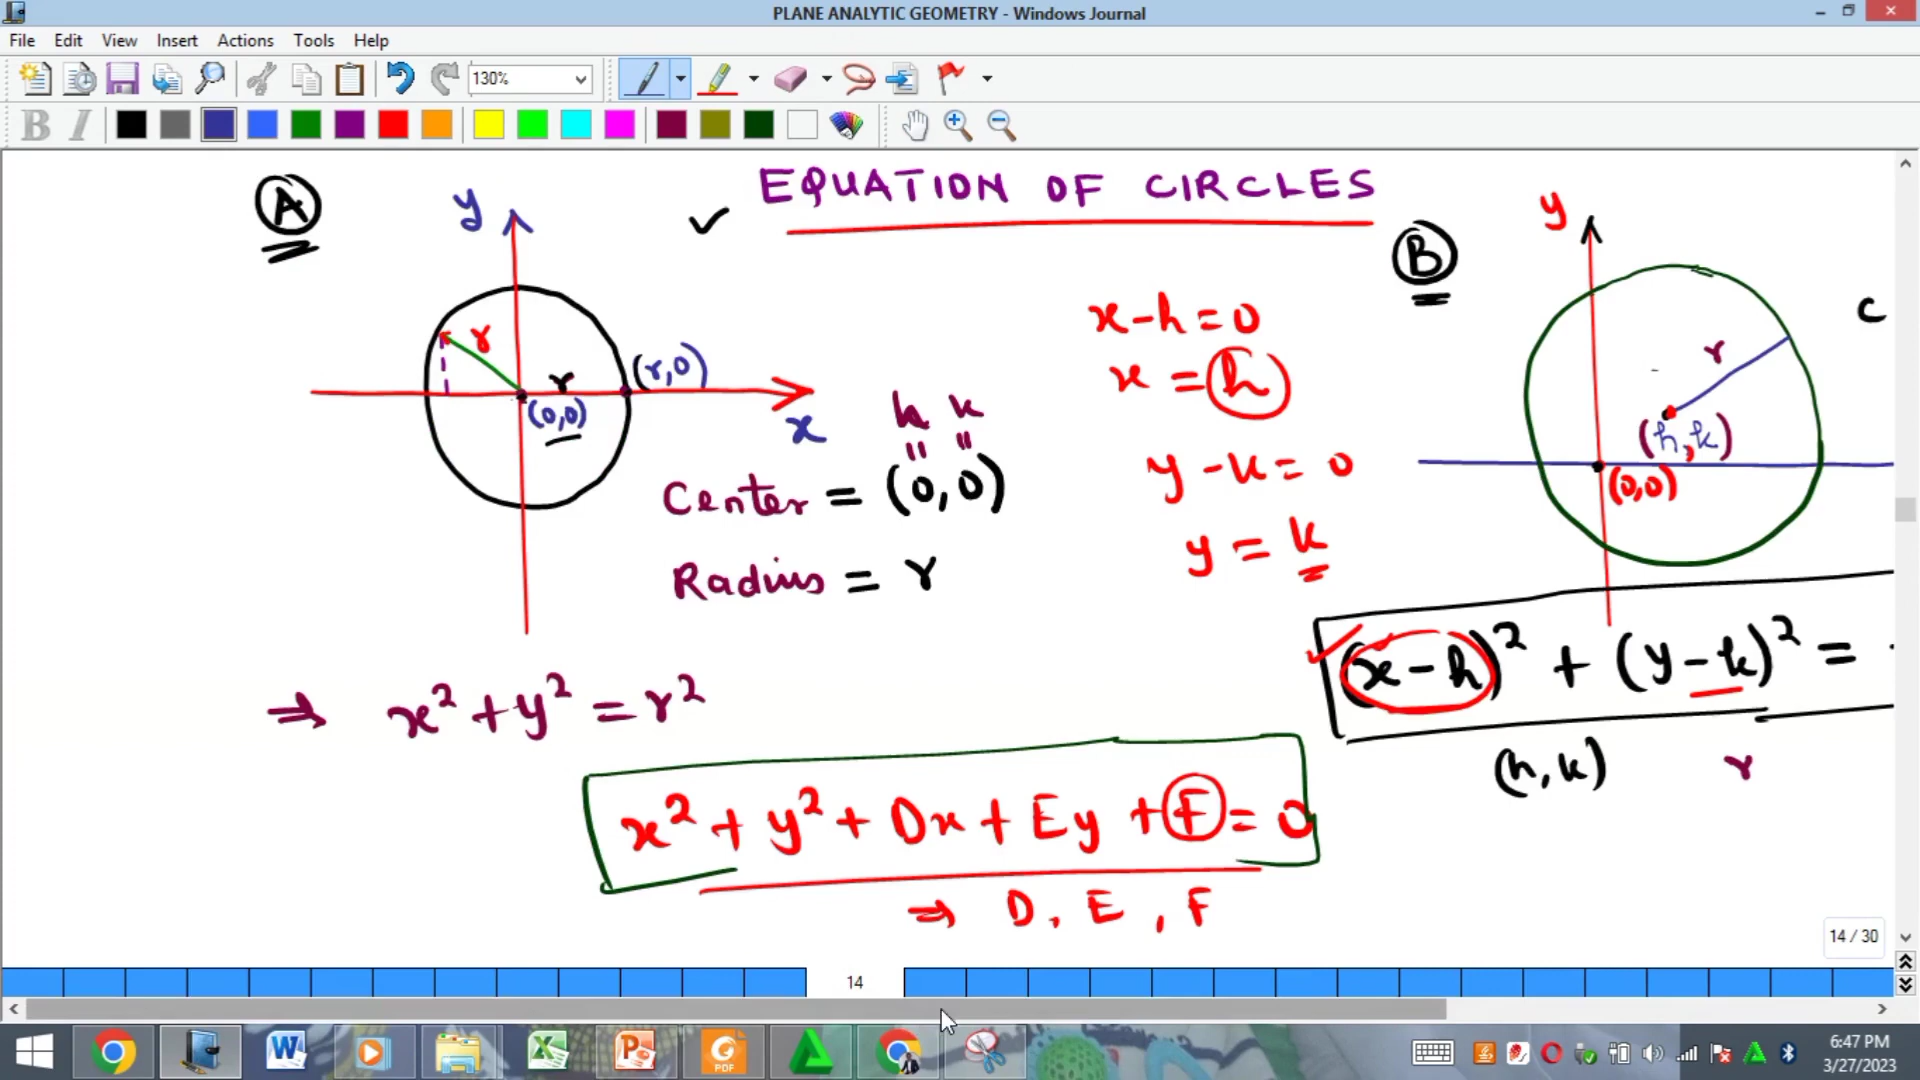 PLANE ANALYTIC GEOMETRY - Windows Journal
File Edit View Insert Actions Tools Help
130%
B I
EQUATION OF CIRCLES
A
y
r
r
(r,0)
(0,0)
x
h k
" "
Center = (0,0)
Radius = r
⇒ x² + y² = r²
x-h=0
x = h
y-k=0
y = k
B
y
C
r
(h,k)
(0,0)
(x-h)² + (y-k)² =
(h,k) r
x² + y² + Dx + Ey + F = 0
⇒ D, E, F
14 / 30
14
PDF
6:47 PM
3/27/2023